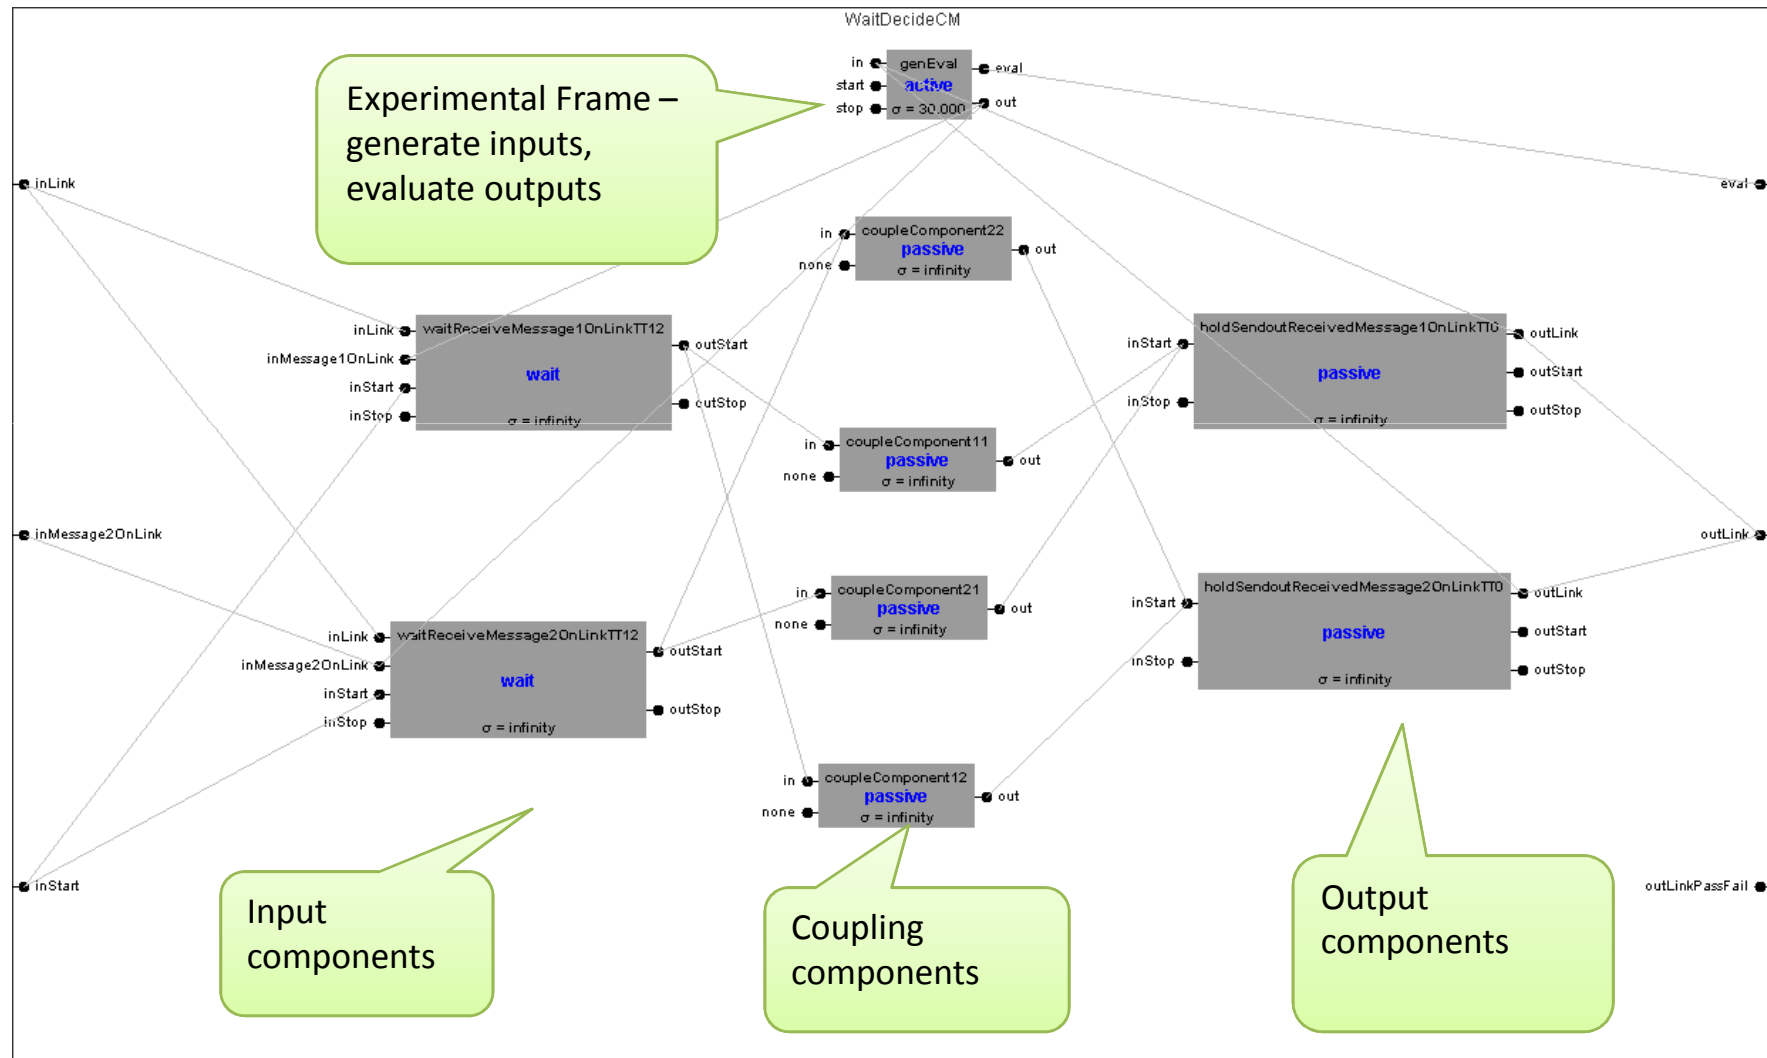 WaitDecideCM
in
genEval
eval
start
active
out
stop
σ = 30.000
Experimental Frame –
generate inputs,
evaluate outputs
inLink
eval
in
coupleComponent22
passive
out
none
σ = infinity
inLink
waitReceiveMessage1OnLinkTT12
outStart
inMessage1OnLink
wait
inStart
outStop
inStop
σ = infinity
holdSendoutReceivedMessage1OnLinkTT0
outLink
inStart
passive
outStart
inStop
outStop
σ = infinity
in
coupleComponent11
passive
out
none
σ = infinity
inMessage2OnLink
outLink
in
coupleComponent21
passive
out
none
σ = infinity
inLink
waitReceiveMessage2OnLinkTT12
outStart
inMessage2OnLink
wait
inStart
outStop
inStop
σ = infinity
holdSendoutReceivedMessage2OnLinkTT0
outLink
inStart
passive
outStart
inStop
outStop
σ = infinity
in
coupleComponent12
passive
out
none
σ = infinity
inStart
outLinkPassFail
Input
components
Coupling
components
Output
components